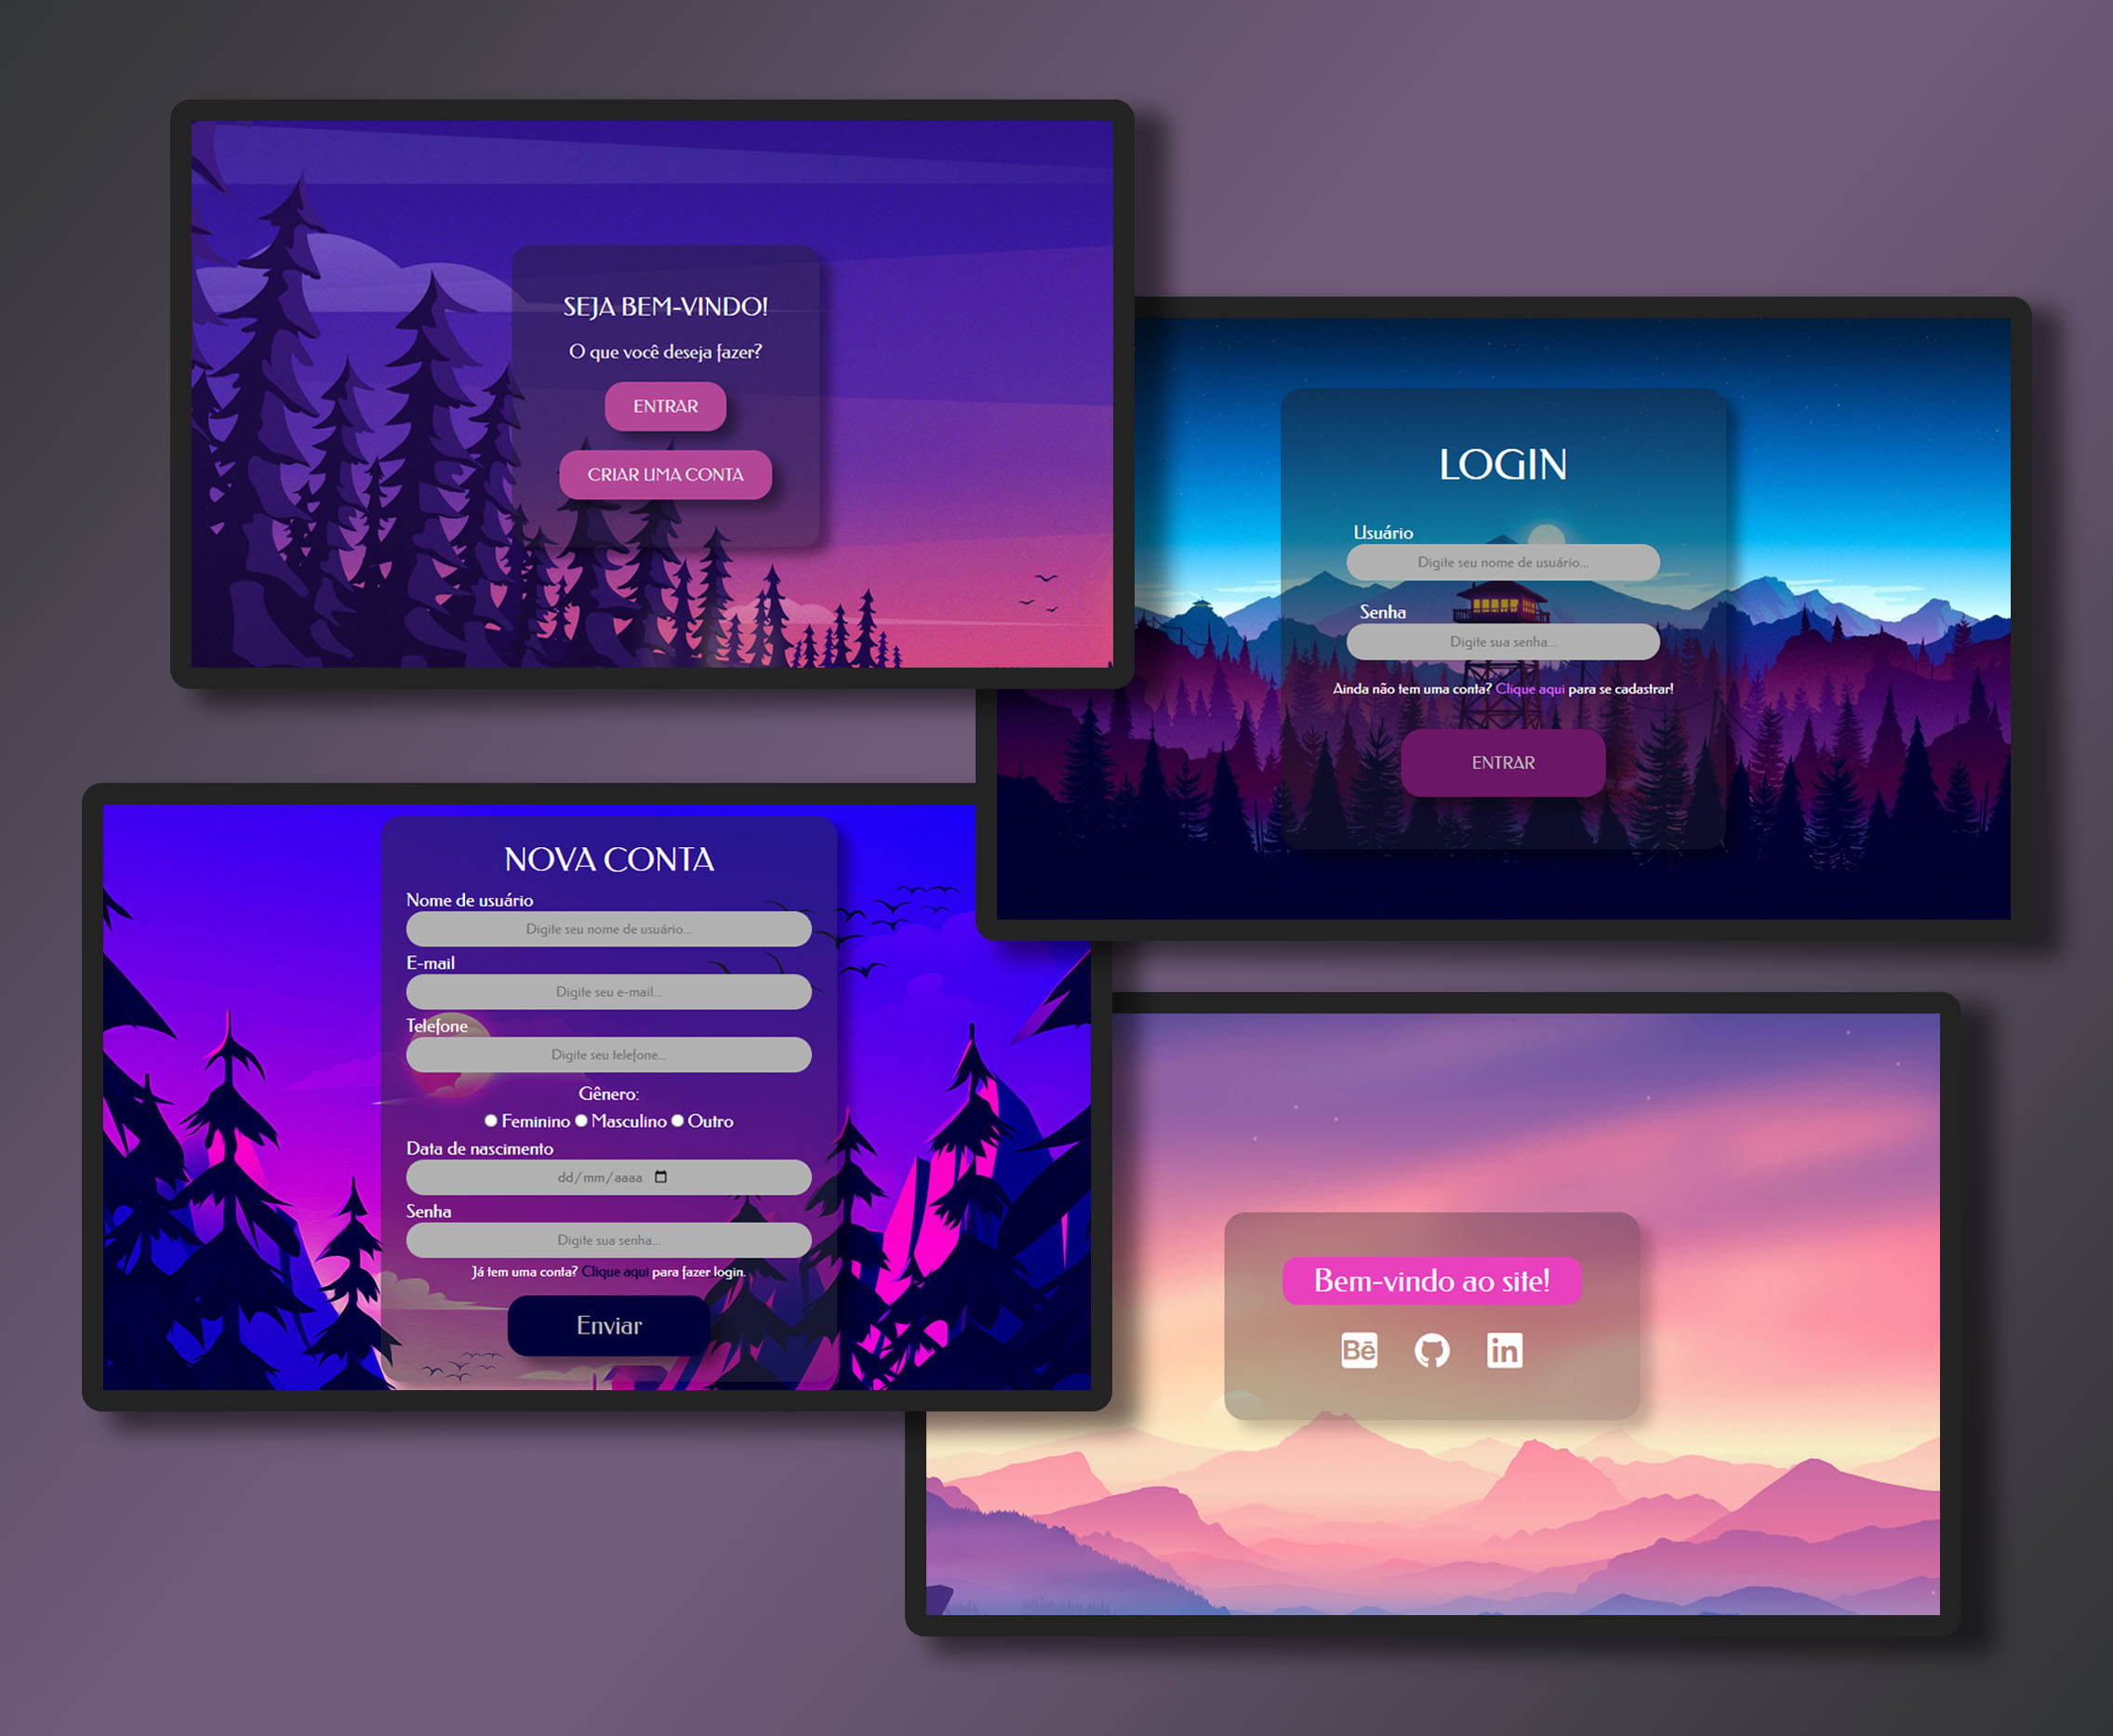 SEJA BEM-VINDO!
O que você deseja fazer?
ENTRAR
CRIAR UMA CONTA
LOGIN
Usuário
Digite seu nome de usuário...
Senha
Digite sua senha...
Ainda não tem uma conta? Clique aqui para se cadastrar!
ENTRAR
NOVA CONTA
Nome de usuário
Digite seu nome de usuário...
E-mail
Digite seu e-mail...
Telefone
Digite seu telefone...
Gênero:
Feminino Masculino Outro
Data de nascimento
dd/mm/aaaa
Senha
Digite sua senha...
Já tem uma conta? Clique aqui para fazer login.
Enviar
Bem-vindo ao site!
Bē in